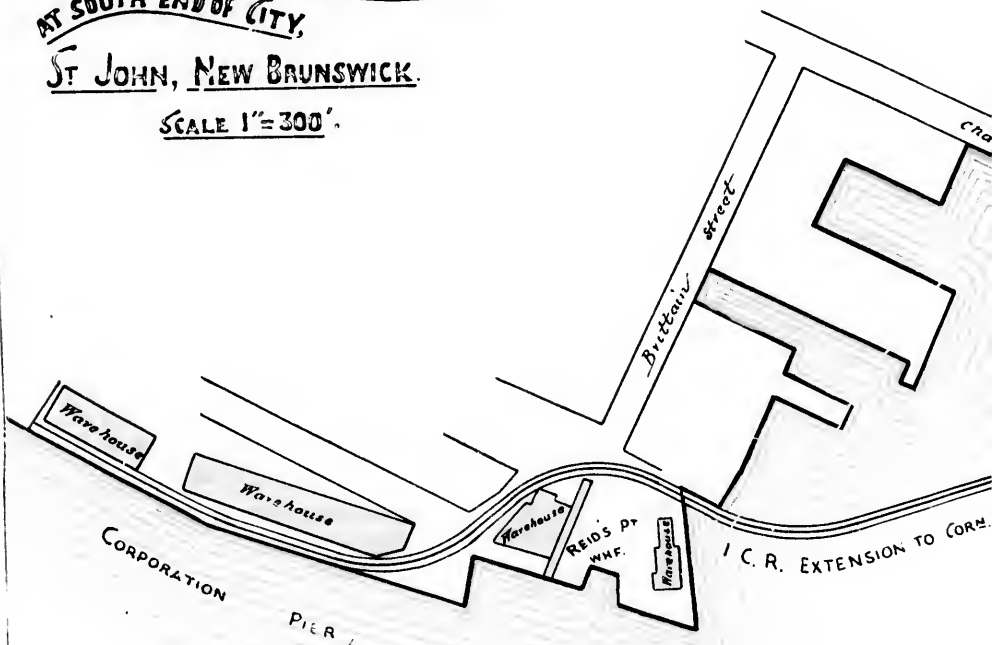 AT SOUTH END OF CITY,
ST JOHN, NEW BRUNSWICK.
SCALE 1"=300'.
Cha
Brittain Street
Warehouse
Warehouse
Warehouse
REID'S PT
WHF.
Warehouse
I C. R. EXTENSION TO CORN.
CORPORATION PIER